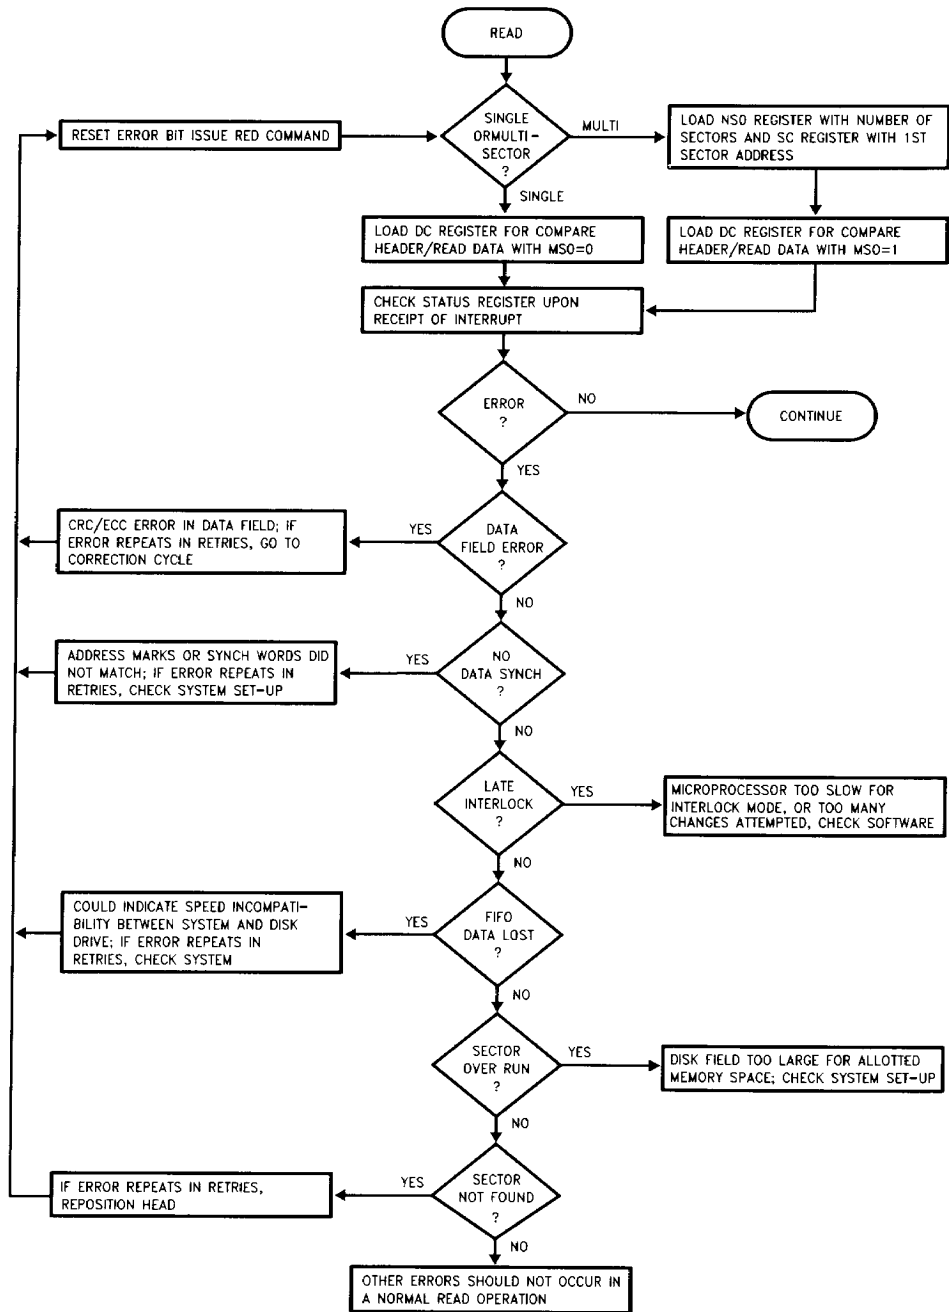 READ
RESET ERROR BIT ISSUE RED COMMAND
SINGLE
ORMULTI-
SECTOR
?
MULTI
LOAD NSO REGISTER WITH NUMBER OF
SECTORS AND SC REGISTER WITH 1ST
SECTOR ADDRESS
SINGLE
LOAD DC REGISTER FOR COMPARE
HEADER/READ DATA WITH MSO=0
LOAD DC REGISTER FOR COMPARE
HEADER/READ DATA WITH MSO=1
CHECK STATUS REGISTER UPON
RECEIPT OF INTERRUPT
ERROR
?
NO
CONTINUE
YES
CRC/ECC ERROR IN DATA FIELD; IF
ERROR REPEATS IN RETRIES, GO TO
CORRECTION CYCLE
YES
DATA
FIELD ERROR
?
NO
ADDRESS MARKS OR SYNCH WORDS DID
NOT MATCH; IF ERROR REPEATS IN
RETRIES, CHECK SYSTEM SET-UP
YES
NO
DATA SYNCH
?
NO
LATE
INTERLOCK
?
YES
MICROPROCESSOR TOO SLOW FOR
INTERLOCK MODE, OR TOO MANY
CHANGES ATTEMPTED, CHECK SOFTWARE
NO
COULD INDICATE SPEED INCOMPATI-
BILITY BETWEEN SYSTEM AND DISK
DRIVE; IF ERROR REPEATS IN
RETRIES, CHECK SYSTEM
YES
FIFO
DATA LOST
?
NO
SECTOR
OVER RUN
?
YES
DISK FIELD TOO LARGE FOR ALLOTTED
MEMORY SPACE; CHECK SYSTEM SET-UP
NO
IF ERROR REPEATS IN RETRIES,
REPOSITION HEAD
YES
SECTOR
NOT FOUND
?
NO
OTHER ERRORS SHOULD NOT OCCUR IN
A NORMAL READ OPERATION